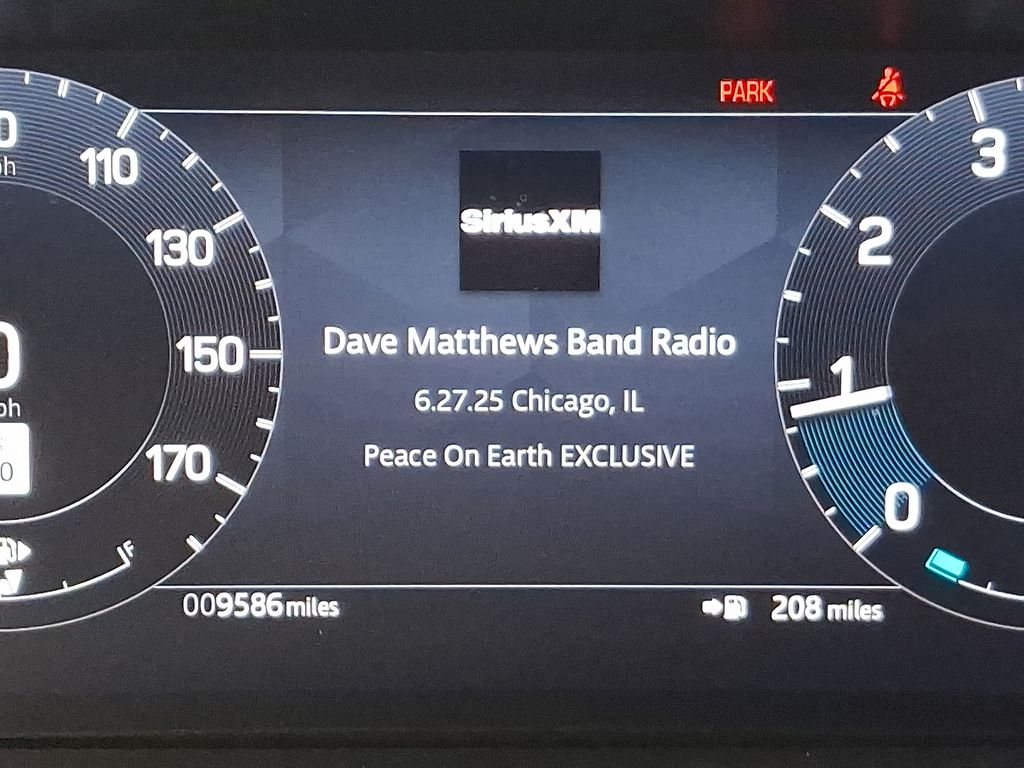 PARK
110
130
150
170
SiriusXM
Dave Matthews Band Radio
6.27.25 Chicago, IL
Peace On Earth EXCLUSIVE
3
2
1
0
F
009586 miles
208 miles